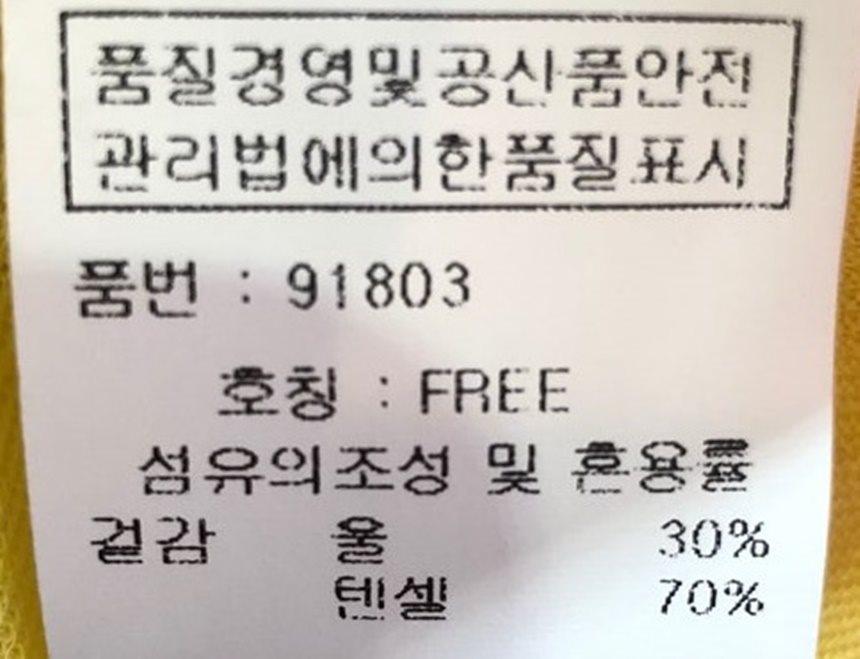 품질경영및공산품안전
관리법에의한품질표시
품번 : 91803
호칭 : FREE
섬유의조성 및 혼용률
겉감 울 30%
텐셀 70%